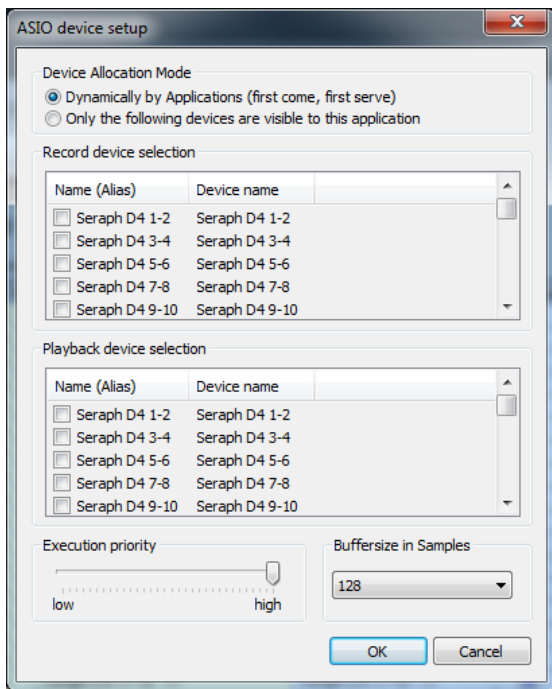 ASIO device setup
Device Allocation Mode
Dynamically by Applications (first come, first serve)
Only the following devices are visible to this application
Record device selection
Name (Alias) Device name
Seraph D4 1-2 Seraph D4 1-2
Seraph D4 3-4 Seraph D4 3-4
Seraph D4 5-6 Seraph D4 5-6
Seraph D4 7-8 Seraph D4 7-8
Seraph D4 9-10 Seraph D4 9-10
Playback device selection
Name (Alias) Device name
Seraph D4 1-2 Seraph D4 1-2
Seraph D4 3-4 Seraph D4 3-4
Seraph D4 5-6 Seraph D4 5-6
Seraph D4 7-8 Seraph D4 7-8
Seraph D4 9-10 Seraph D4 9-10
Execution priority Buffersize in Samples
128
low high
OK Cancel